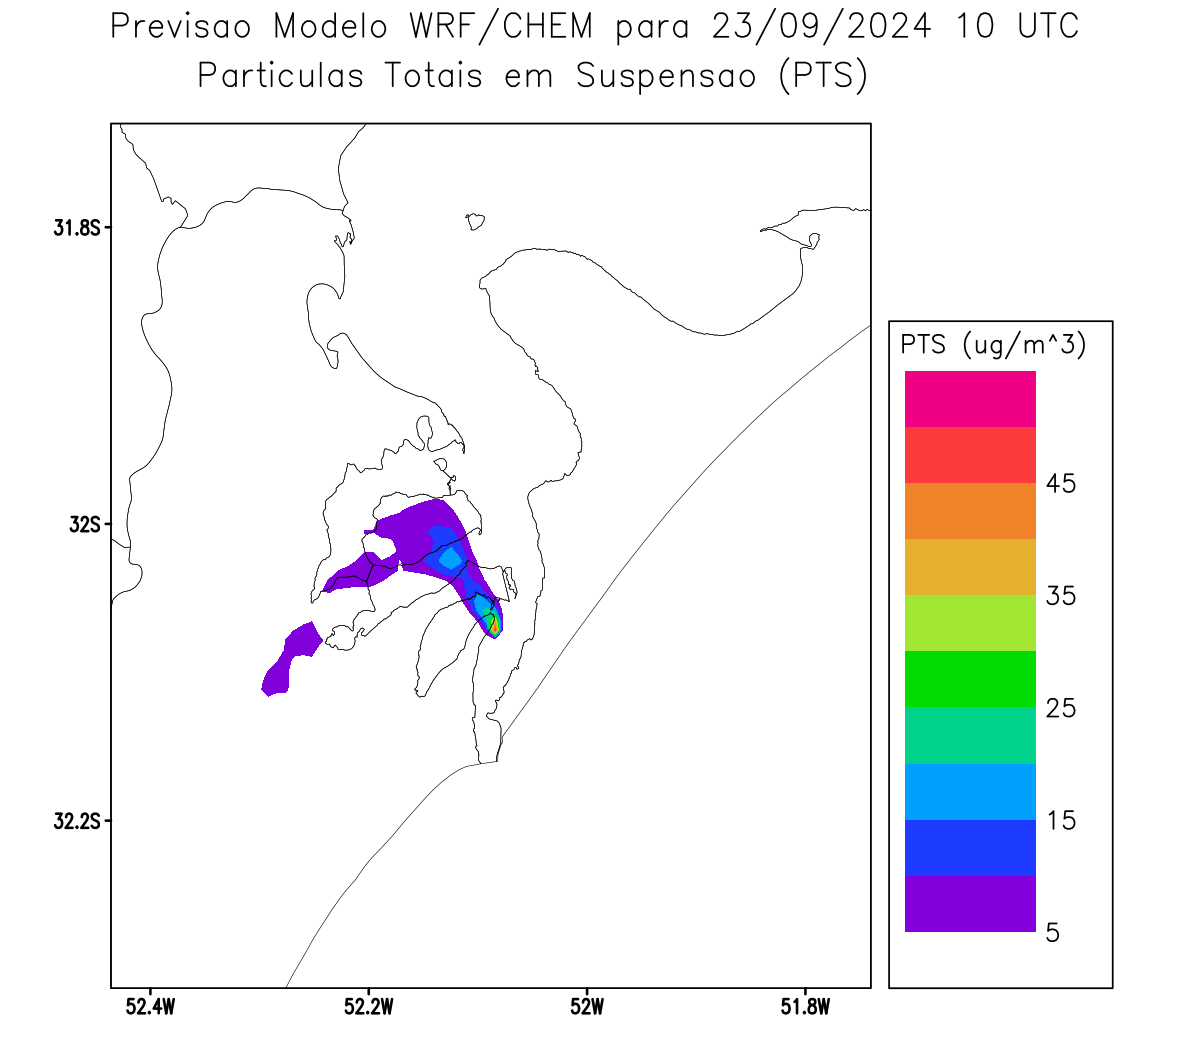 Previsao Modelo WRF/CHEM para 23/09/2024 10 UTC
Particulas Totais em Suspensao (PTS)
31.8S
32S
32.2S
52.4W
52.2W
52W
51.8W
PTS (ug/m^3)
45
35
25
15
5